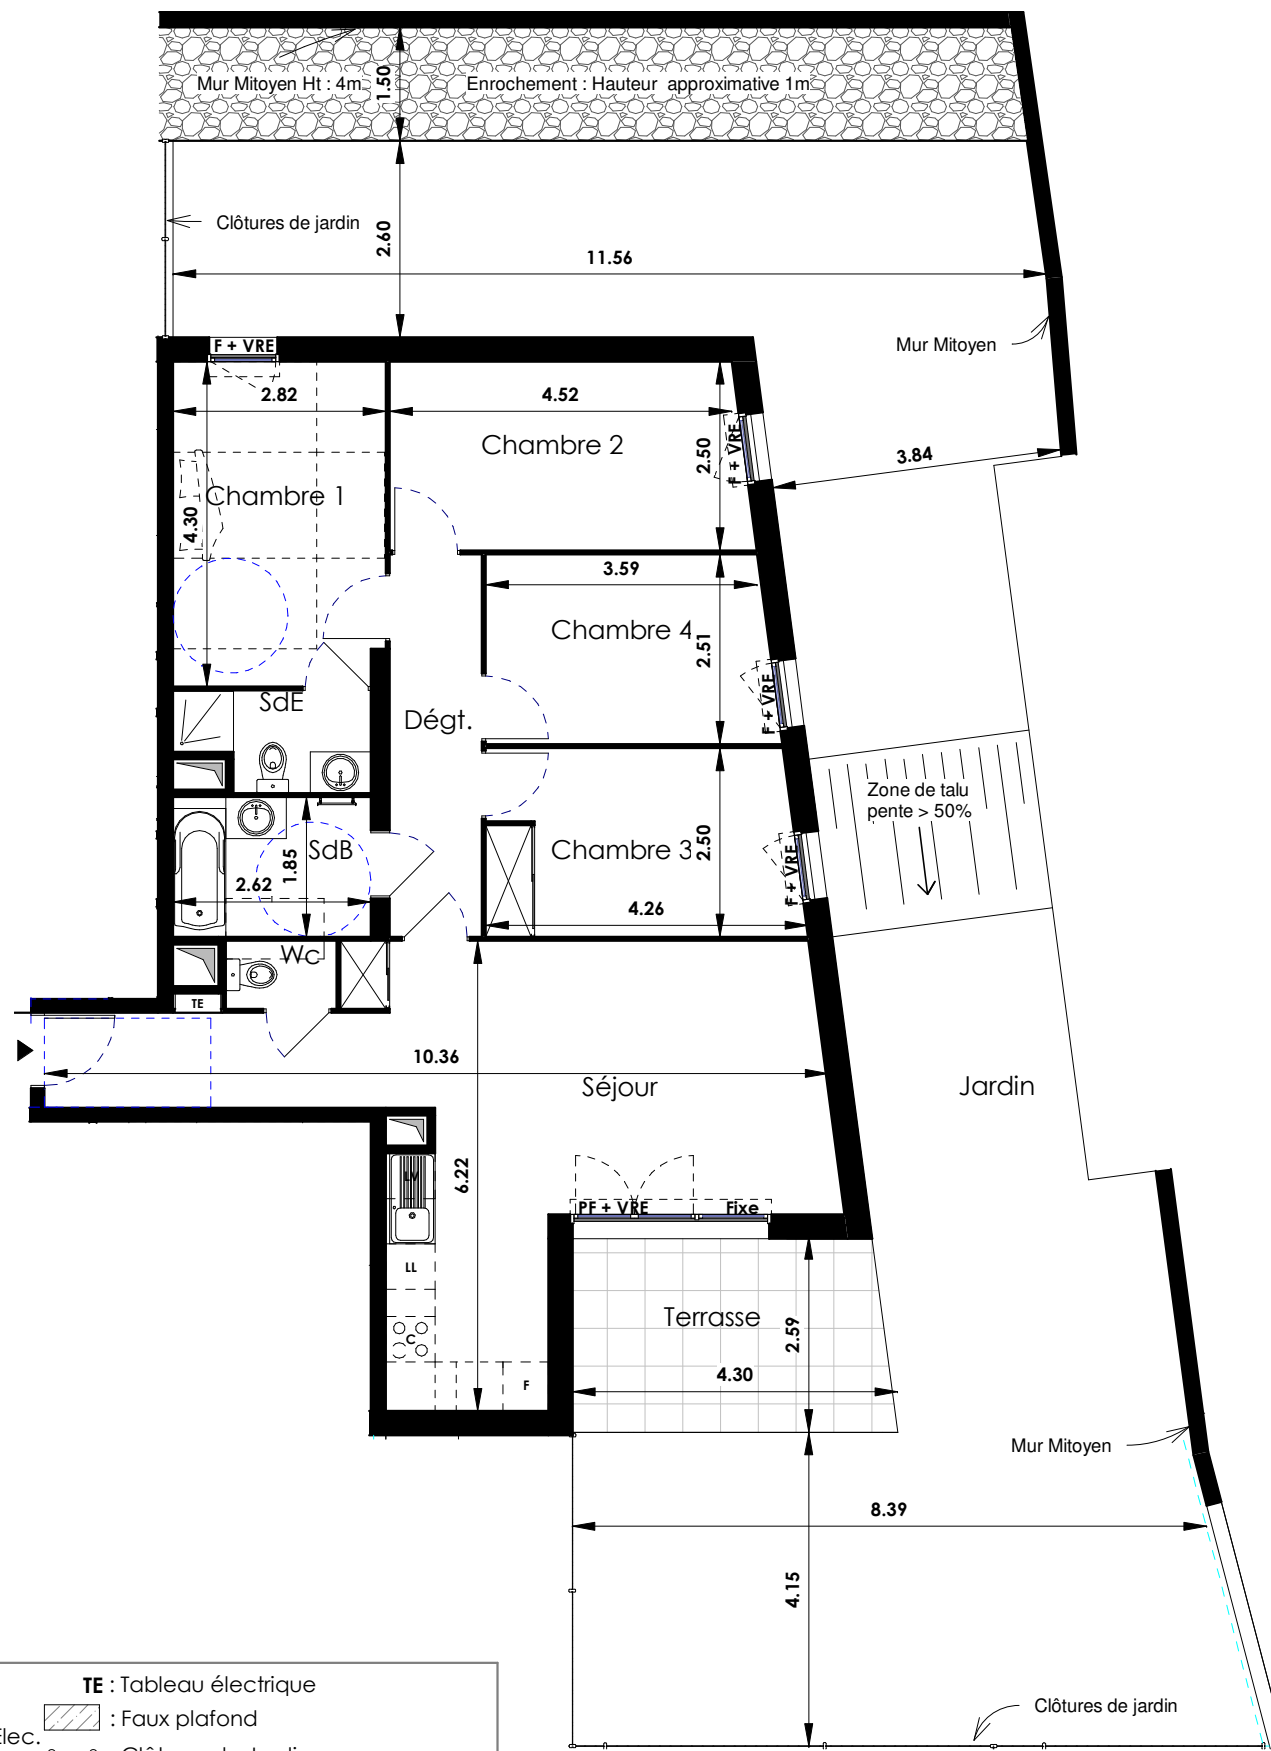 Mur Mitoyen Ht : 4m
1.50
Enrochement : Hauteur approximative 1m
Clôtures de jardin
2.60
11.56
Mur Mitoyen
F + VRE
2.82
4.52
Chambre 2
2.50
F + VRE
3.84
Chambre 1
4.30
3.59
Chambre 4
2.51
F + VRE
SdE
Dégt.
Zone de talu
pente > 50%
SdB
1.85
2.62
Chambre 3
2.50
F + VRE
4.26
Wc
TE
10.36
Séjour
Jardin
6.22
LV
PF + VRE
Fixe
LL
Terrasse
2.59
C
4.30
F
Mur Mitoyen
8.39
4.15
Clôtures de jardin
TE : Tableau électrique
: Faux plafond